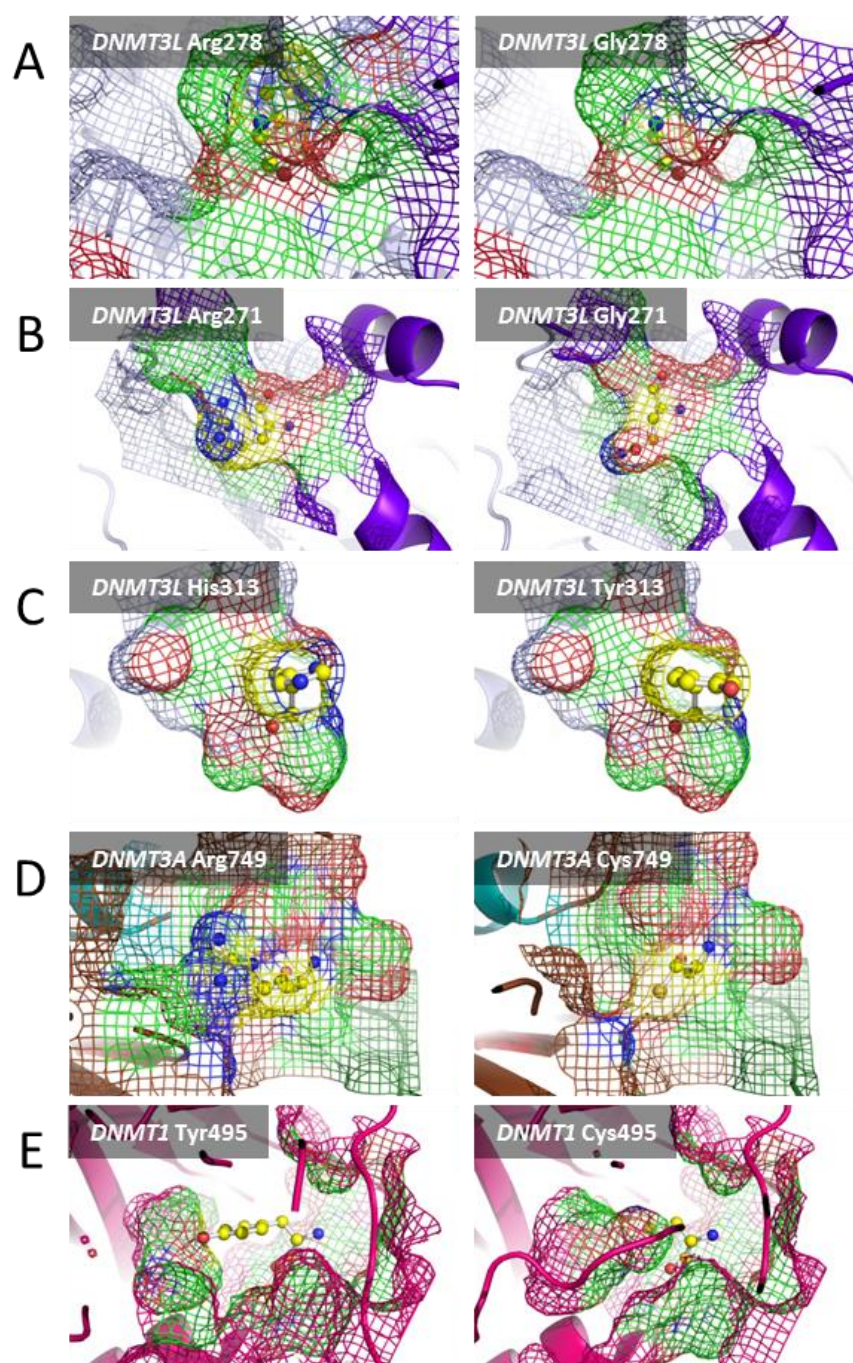 A
DNMT3L Arg278
DNMT3L Gly278
B
DNMT3L Arg271
DNMT3L Gly271
C
DNMT3L His313
DNMT3L Tyr313
D
DNMT3A Arg749
DNMT3A Cys749
E
DNMT1 Tyr495
DNMT1 Cys495